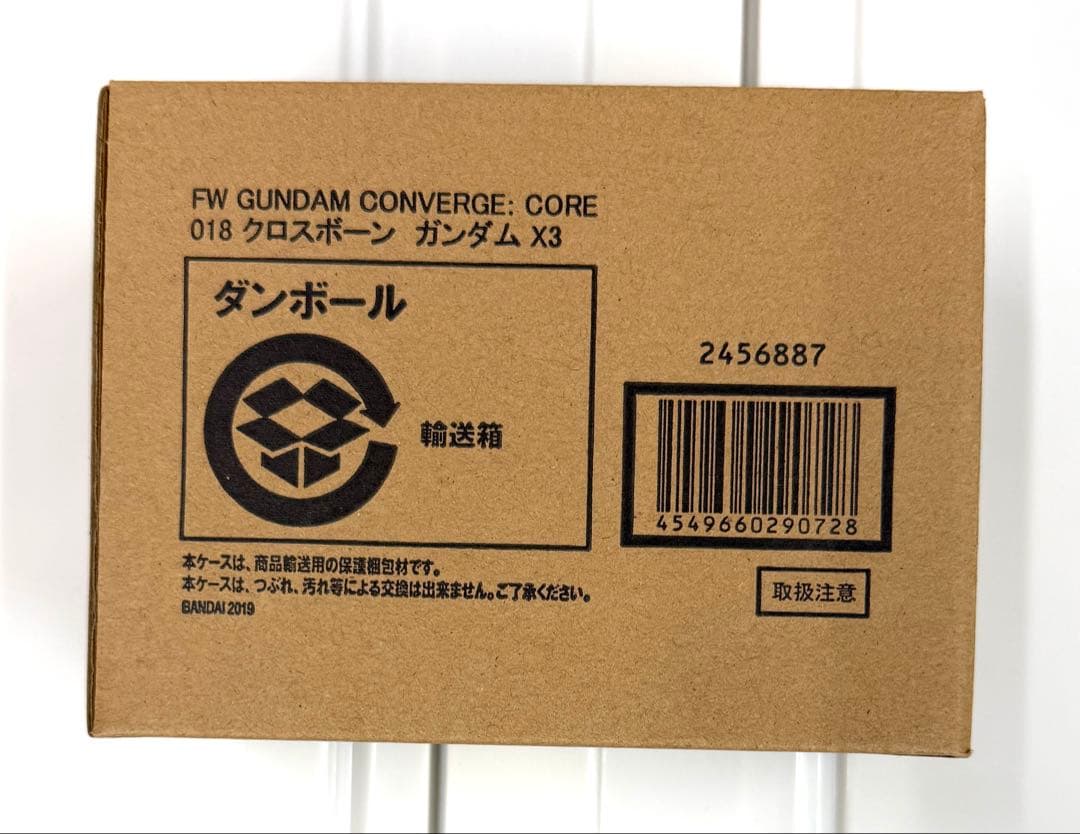 FW GUNDAM CONVERGE: CORE
018 クロスボーン ガンダム X3
ダンボール
輸送箱
2456887
4549660290728
取扱注意
本ケースは、商品輸送用の保護梱包材です。
本ケースは、つぶれ、汚れ等による交換は出来ません。ご了承ください。
BANDAI 2019